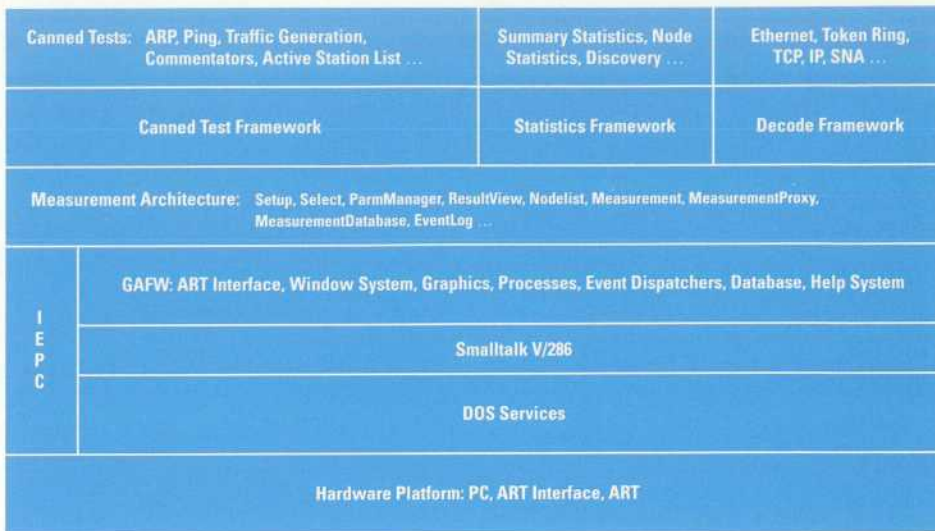 Canned Tests: ARP, Ping, Traffic Generation,
Commentators, Active Station List ...
Summary Statistics, Node
Statistics, Discovery ...
Ethernet, Token Ring,
TCP, IP, SNA ...
Canned Test Framework
Statistics Framework
Decode Framework
Measurement Architecture: Setup, Select, ParmManager, ResultView, Nodelist, Measurement, MeasurementProxy,
MeasurementDatabase, EventLog ...
I
E
P
C
GAFW: ART Interface, Window System, Graphics, Processes, Event Dispatchers, Database, Help System
Smalltalk V/286
DOS Services
Hardware Platform: PC, ART Interface, ART